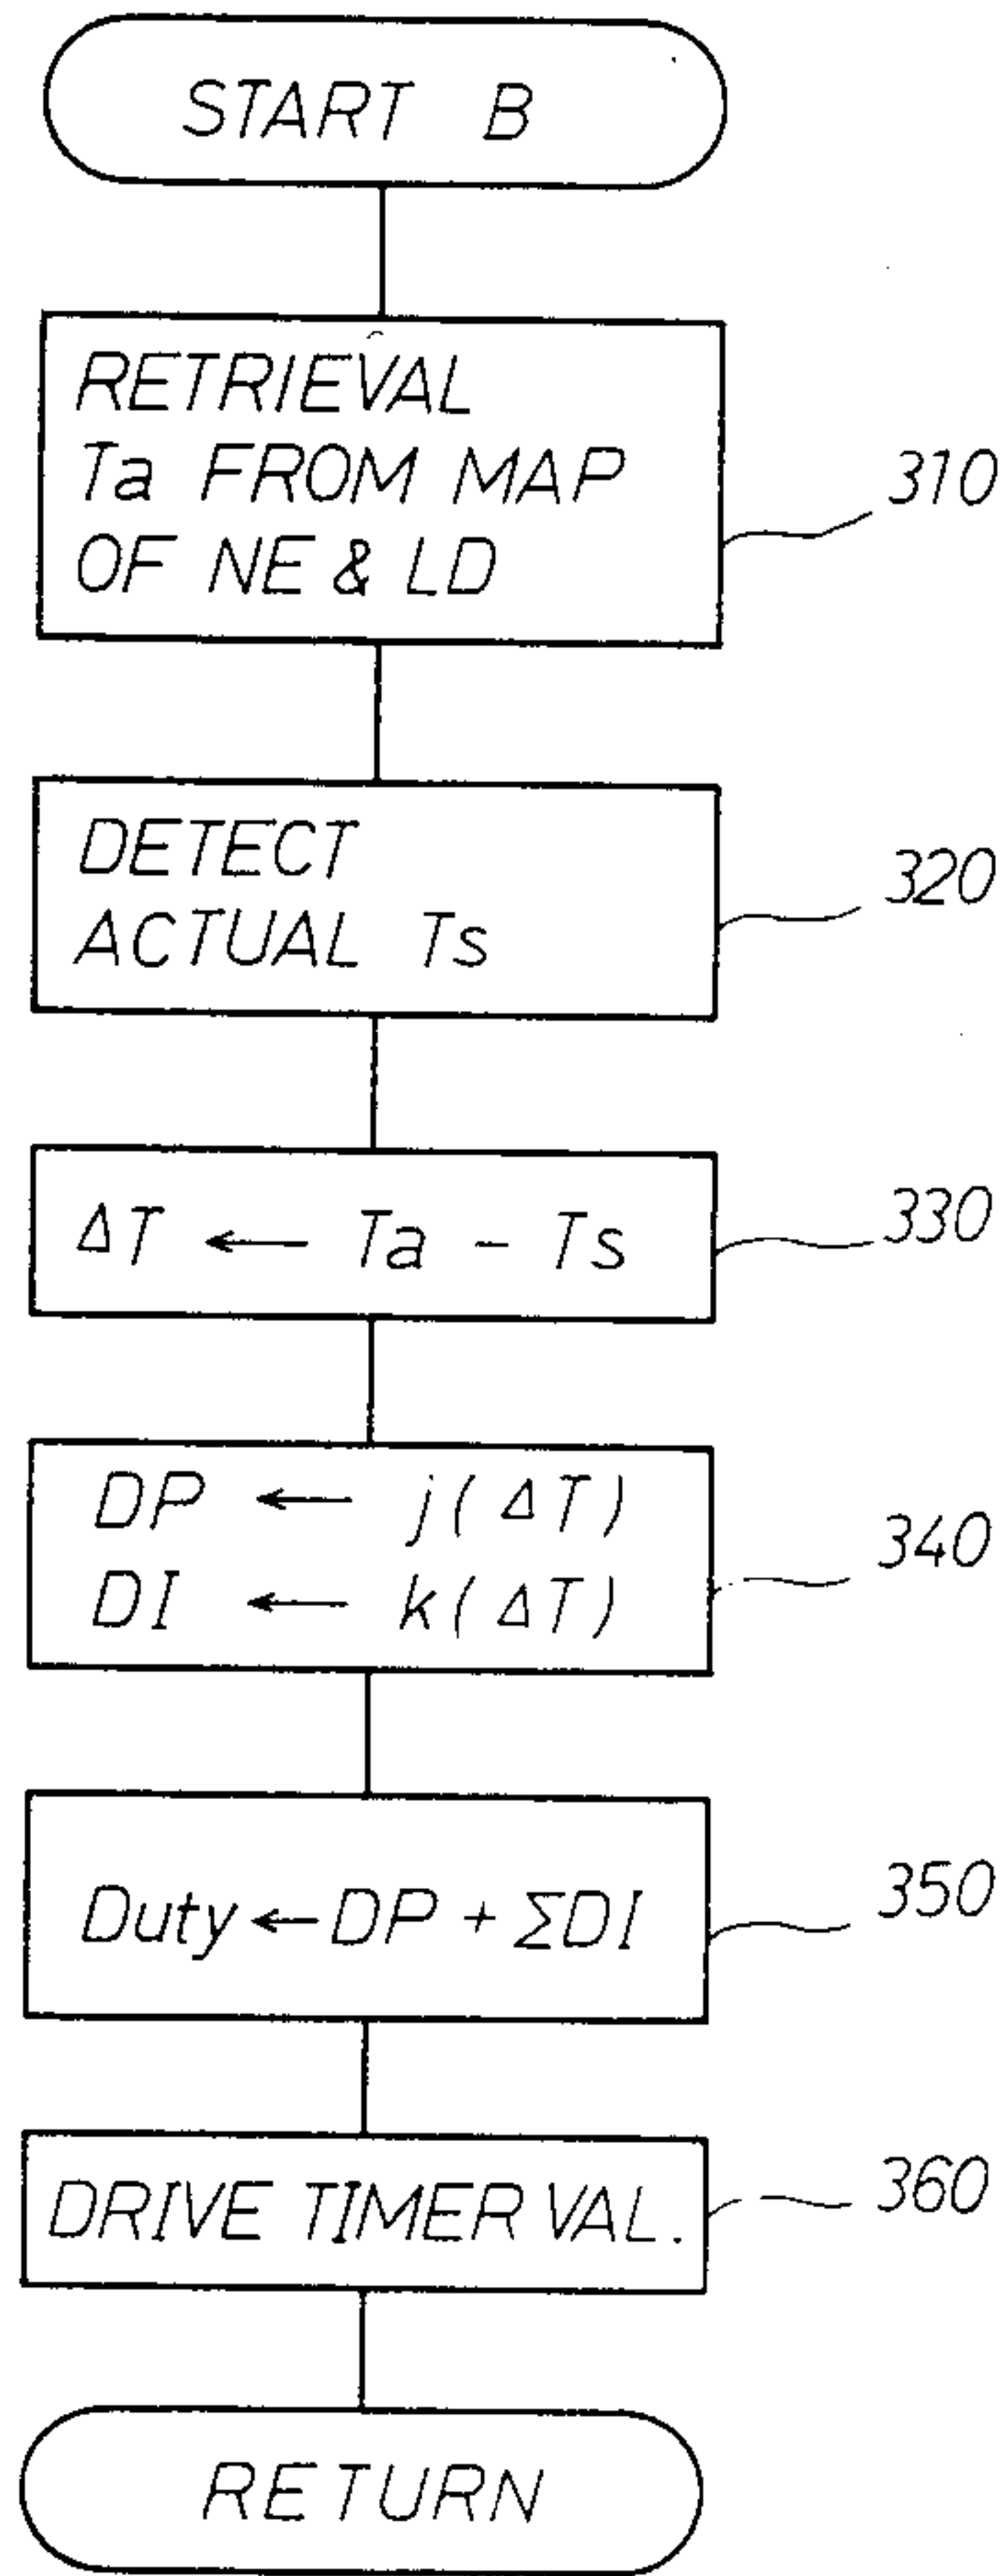 START B
RETRIEVAL
Ta FROM MAP
OF NE & LD
310
DETECT
ACTUAL Ts
320
ΔT ← Ta - Ts
330
DP ← j(ΔT)
DI ← k(ΔT)
340
Duty ← DP + ΣDI
350
DRIVE TIMER VAL.
360
RETURN